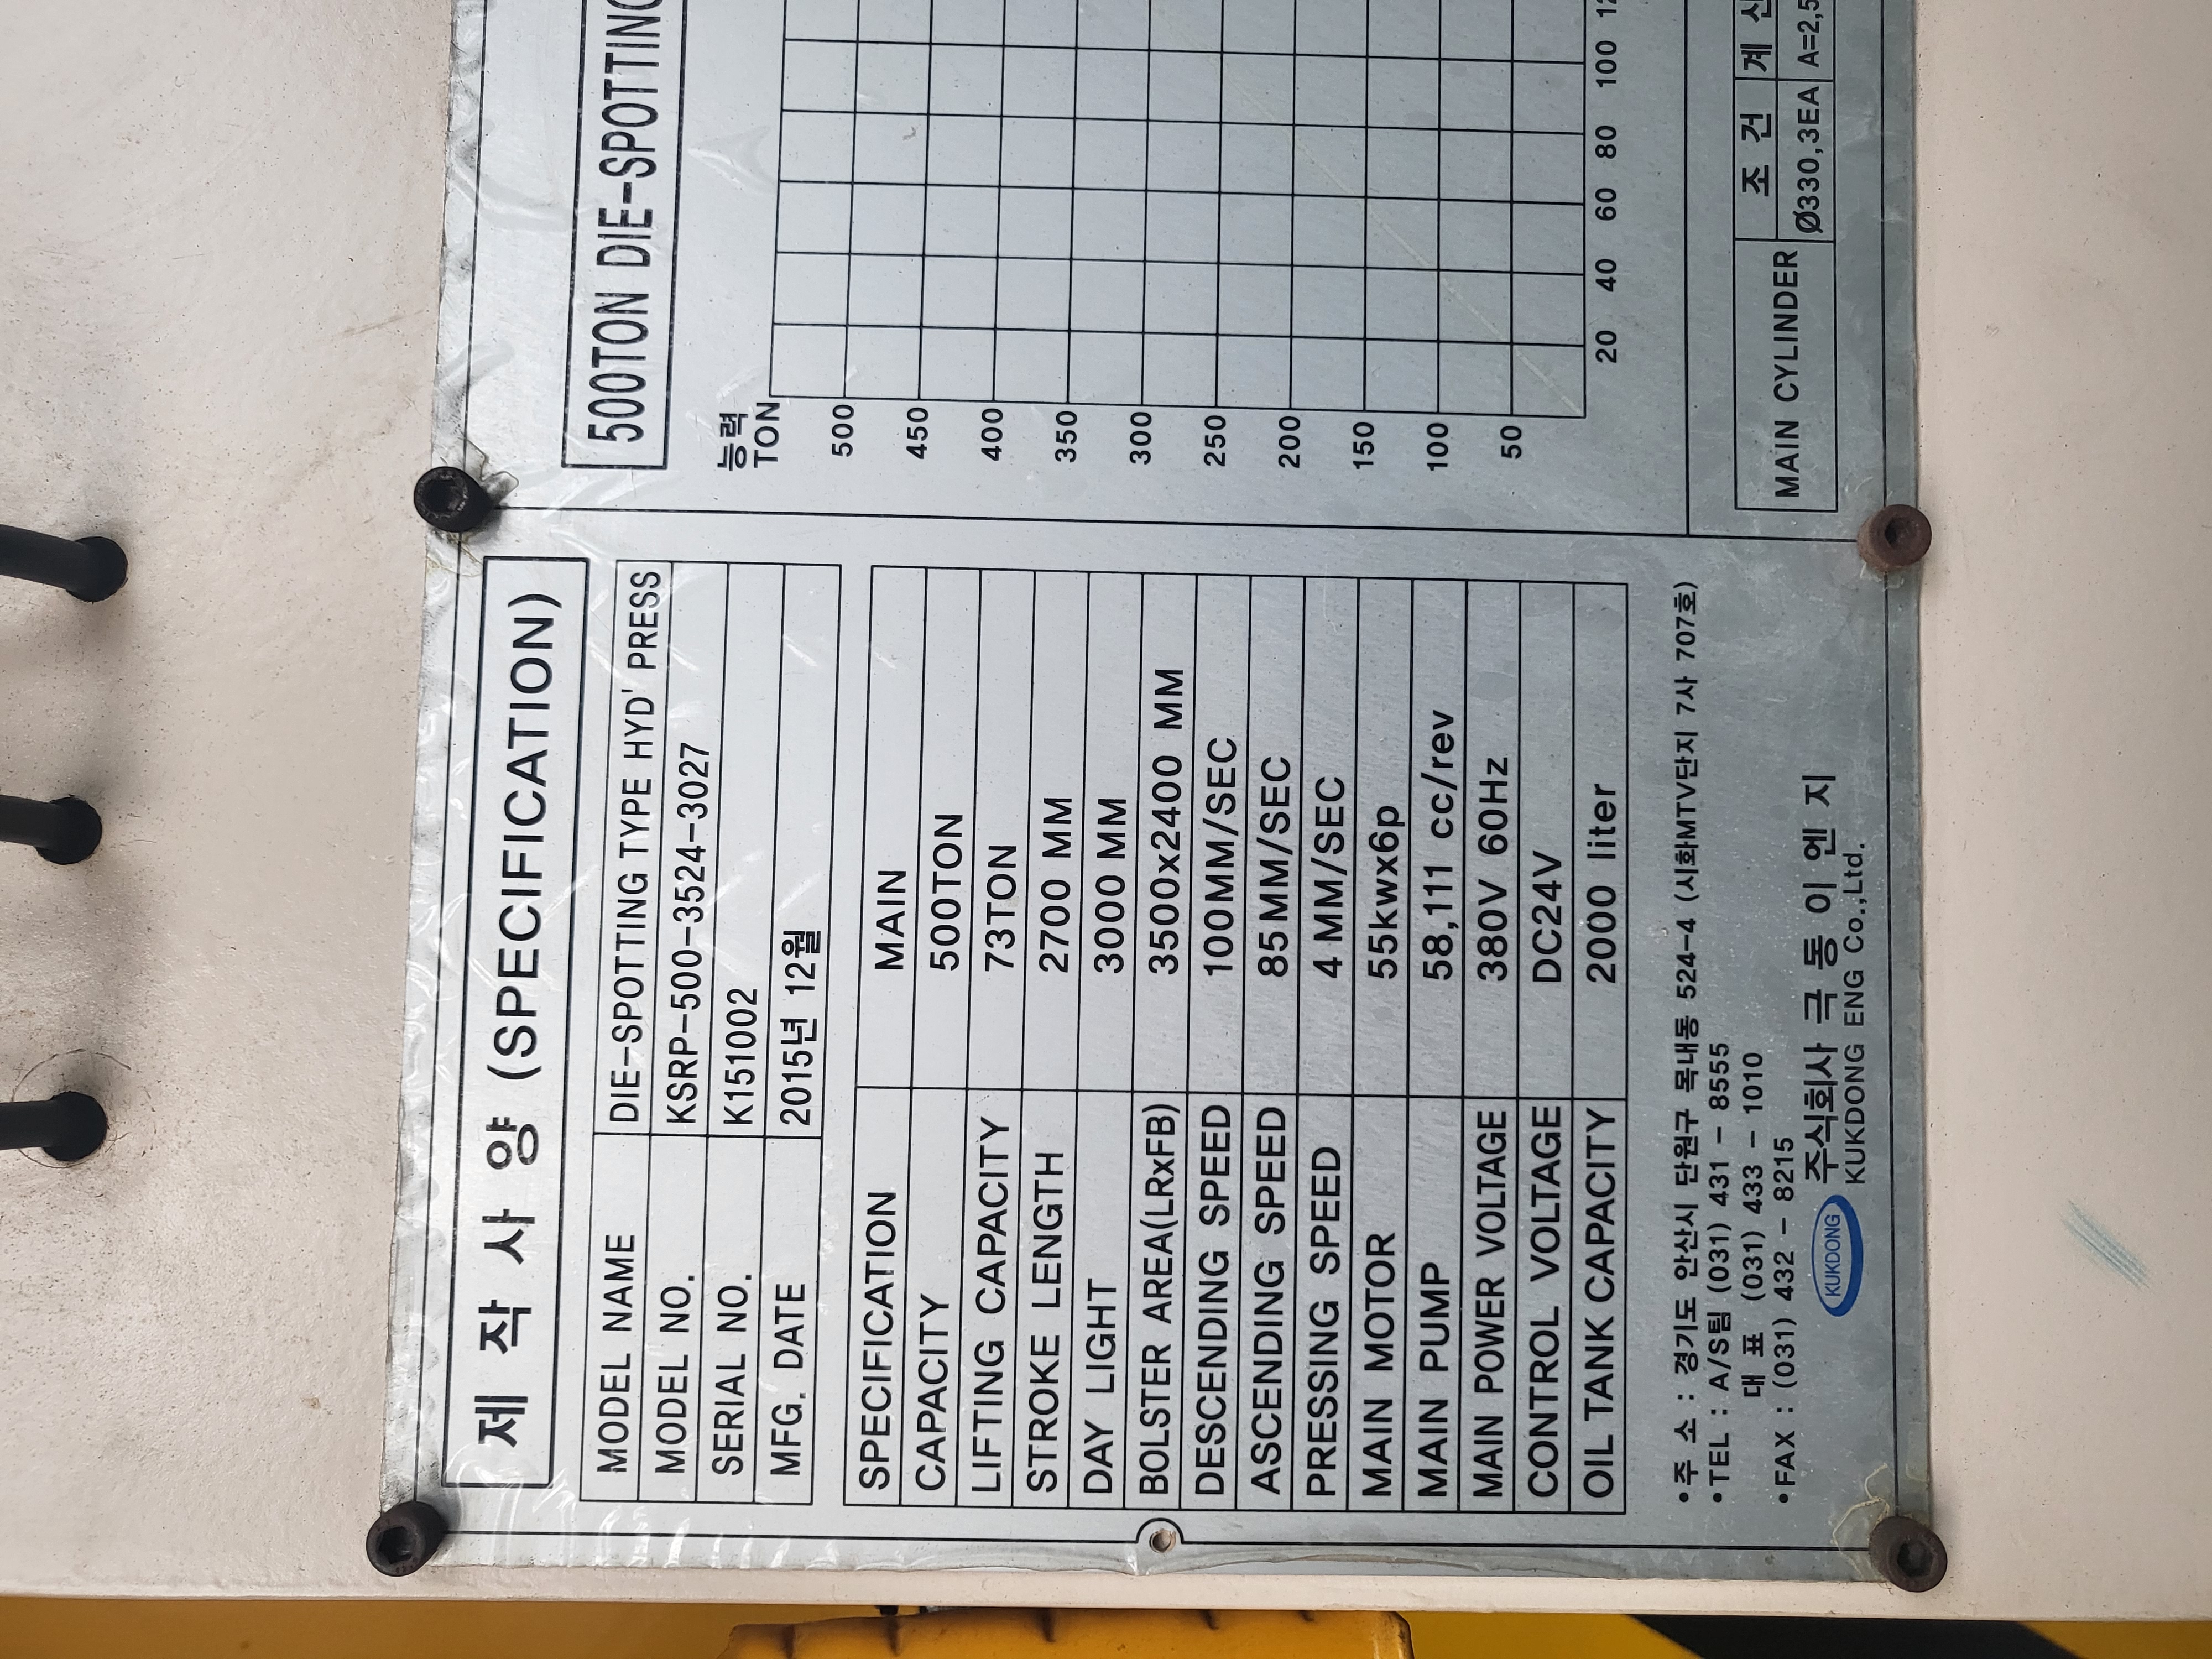 제 작 사 양 (SPECIFICATION)
MODEL NAME DIE-SPOTTING TYPE HYD' PRESS
MODEL NO. KSRP-500-3524-3027
SERIAL NO. K151002
MFG. DATE 2015년 12월
SPECIFICATION MAIN
CAPACITY 500TON
LIFTING CAPACITY 73TON
STROKE LENGTH 2700 MM
DAY LIGHT 3000 MM
BOLSTER AREA(LRxFB) 3500x2400 MM
DESCENDING SPEED 100MM/SEC
ASCENDING SPEED 85MM/SEC
PRESSING SPEED 4 MM/SEC
MAIN MOTOR 55kwx6p
MAIN PUMP 58,111 cc/rev
MAIN POWER VOLTAGE 380V 60Hz
CONTROL VOLTAGE DC24V
OIL TANK CAPACITY 2000 liter
•주 소 : 경기도 안산시 단원구 목내동 524-4 (시화MTV단지 7사 707호)
•TEL : A/S팀 (031) 431 - 8555
대 표 (031) 433 - 1010
•FAX : (031) 432 - 8215
KUKDONG 주식회사 극 동 이 엔 지
KUKDONG ENG Co.,Ltd.
500TON DIE-SPOTTING
능력
TON
500
450
400
350
300
250
200
150
100
50
20 40 60 80 100
MAIN CYLINDER
조 건 계
Ø330,3EA A=2,5